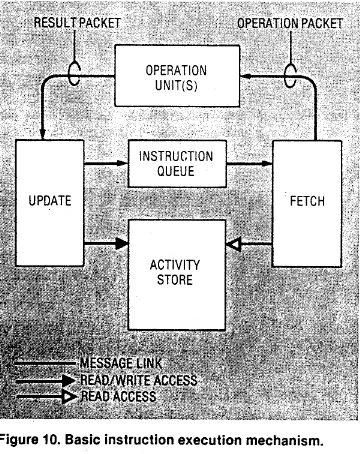 RESULT PACKET
OPERATION PACKET
OPERATION
UNIT(S)
INSTRUCTION
QUEUE
UPDATE
FETCH
ACTIVITY
STORE
MESSAGE LINK
READ/WRITE ACCESS
READ ACCESS
Figure 10. Basic instruction execution mechanism.